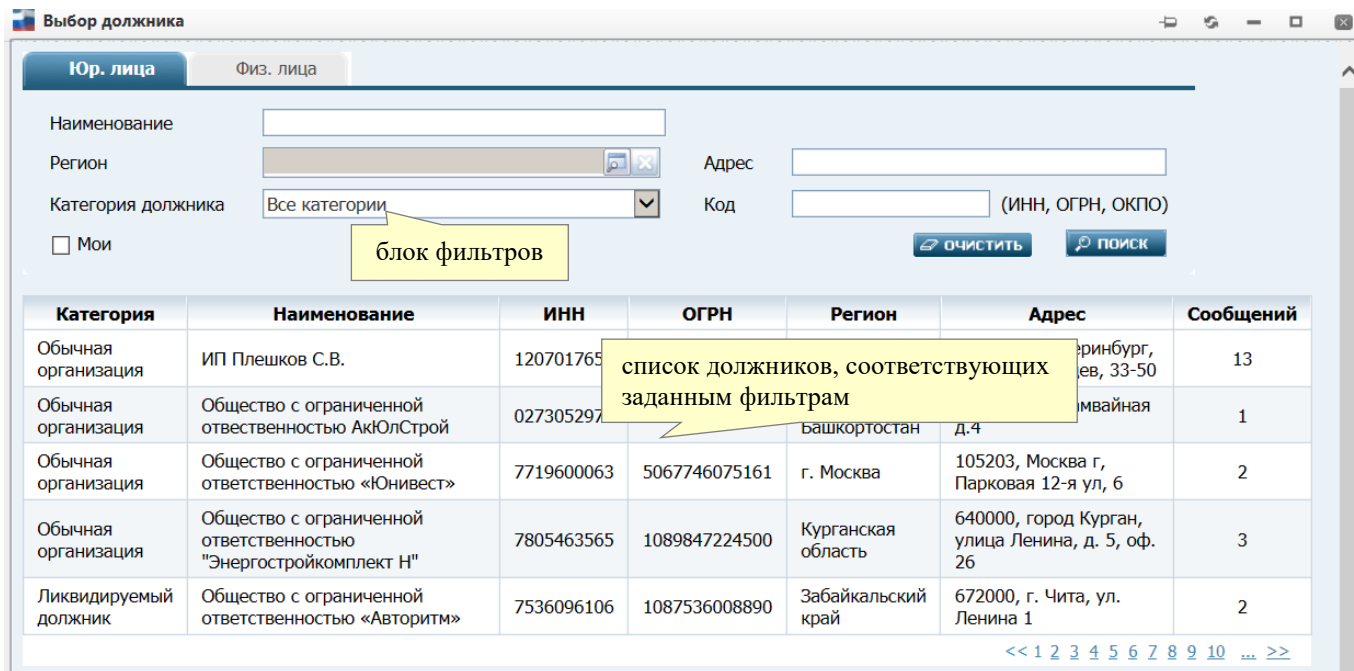 Выбор должника
Юр. лица
Физ. лица
Наименование
Регион
Адрес
Категория должника
Все категории
Код
(ИНН, ОГРН, ОКПО)
Мои
блок фильтров
ОЧИСТИТЬ
ПОИСК
Категория Наименование ИНН ОГРН Регион Адрес Сообщений
Обычная
организация
ИП Плешков С.В.
120701765
13
список должников, соответствующих
заданным фильтрам
33-50
Обычная
организация
Общество с ограниченной
отвественностью АкЮлСтрой
027305297
Башкортостан
д.4
1
Обычная
организация
Общество с ограниченной
ответственностью «Юнивест»
7719600063
5067746075161
г. Москва
105203, Москва г,
Парковая 12-я ул, 6
2
Обычная
организация
Общество с ограниченной
ответственностью
"Энергостройкомплект Н"
7805463565
1089847224500
Курганская
область
640000, город Курган,
улица Ленина, д. 5, оф.
26
3
Ликвидируемый
должник
Общество с ограниченной
ответственностью «Авторитм»
7536096106
1087536008890
Забайкальский
край
672000, г. Чита, ул.
Ленина 1
2
<< 1 2 3 4 5 6 7 8 9 10 ... >>